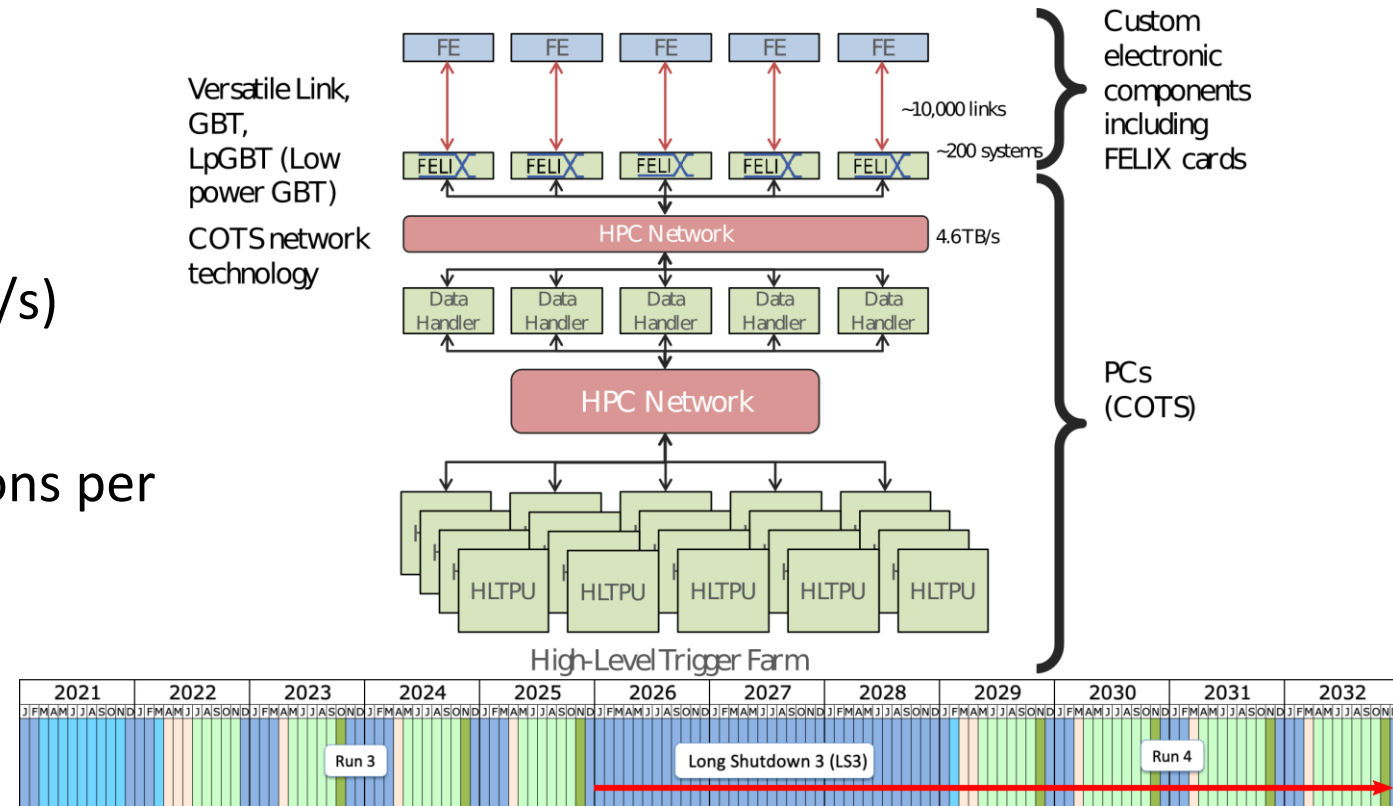 FE FE FE FE FE
Custom
electronic
components
including
FELIX cards
Versatile Link,
GBT,
LpGBT (Low
power GBT)
~10,000 links
~200 systems
FELIX FELIX FELIX FELIX FELIX
COTS network
technology
HPC Network
4.6TB/s
/s)
Data
Handler
Data
Handler
Data
Handler
Data
Handler
Data
Handler
PCs
(COTS)
HPC Network
ons per
HLTPU HLTPU HLTPU HLTPU HLTPU
High-Level Trigger Farm
2021 2022 2023 2024 2025 2026 2027 2028 2029 2030 2031 2032
J F M A M J J A S O N D J F M A M J J A S O N D J F M A M J J A S O N D J F M A M J J A S O N D J F M A M J J A S O N D J F M A M J J A S O N D J F M A M J J A S O N D J F M A M J J A S O N D J F M A M J J A S O N D J F M A M J J A S O N D J F M A M J J A S O N D J F M A M J J A S O N
Run 3
Long Shutdown 3 (LS3)
Run 4